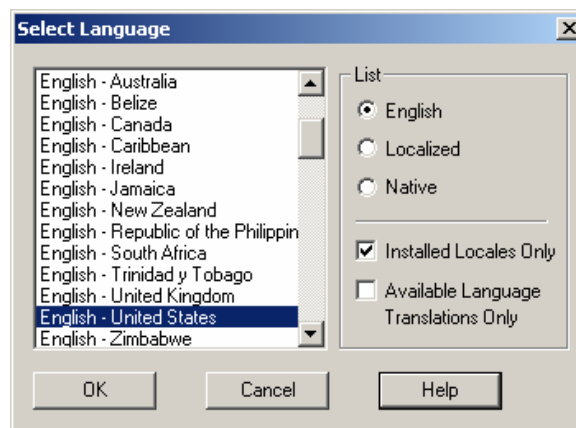 Select Language
English - Australia
English - Belize
English - Canada
English - Caribbean
English - Ireland
English - Jamaica
English - New Zealand
English - Republic of the Philippin
English - South Africa
English - Trinidad y Tobago
English - United Kingdom
English - United States
English - Zimbabwe
List
English
Localized
Native
Installed Locales Only
Available Language
Translations Only
OK
Cancel
Help